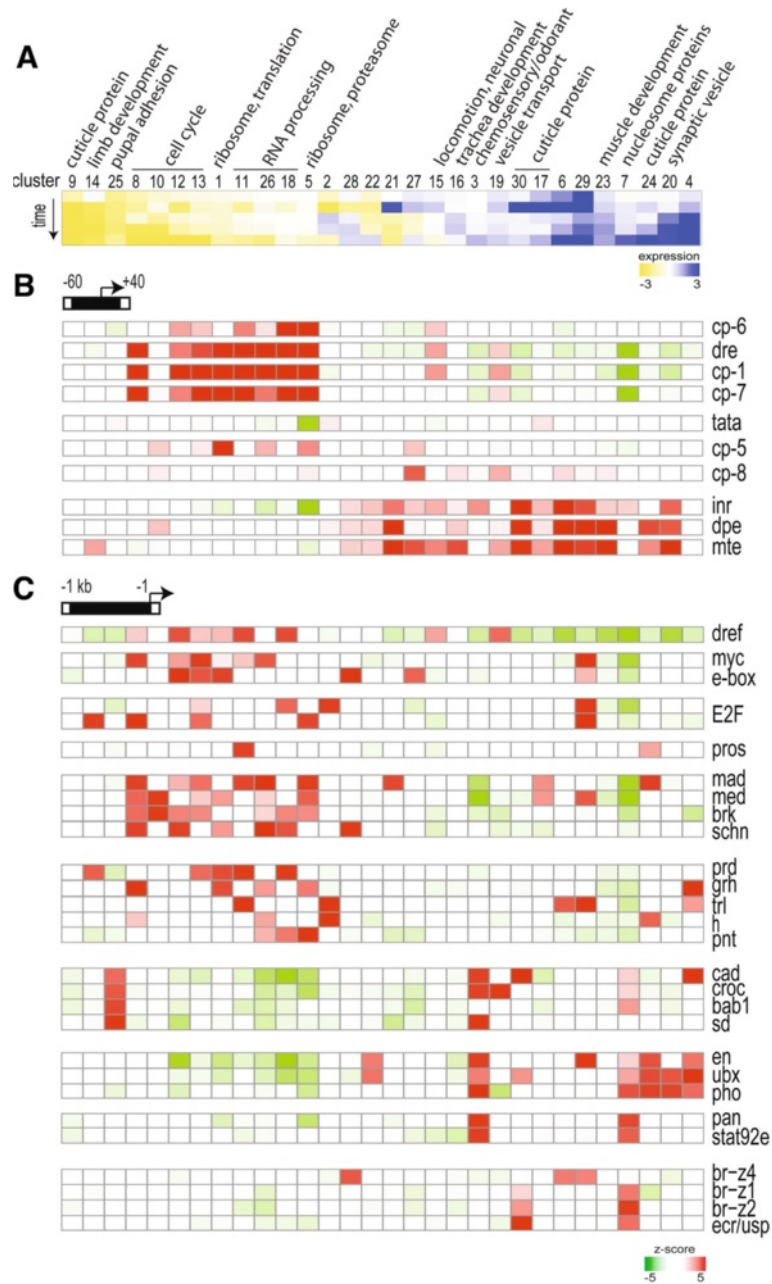 A
cuticle protein
limb development
pupal adhesion
cell cycle
ribosome, translation
RNA processing
ribosome, proteasome
locomotion, neuronal
trachea development
chemosensory/odorant
vesicle transport
cuticle protein
muscle development
nucleosome proteins
cuticle protein
synaptic vesicle
cluster 9 14 25 8 10 12 13 1 11 26 18 5 2 28 22 21 27 15 16 3 19 30 17 6 29 23 7 24 20 4
time
expression
-3 3
B
-60 +40
cp-6
dre
cp-1
cp-7
tata
cp-5
cp-8
inr
dpe
mte
C
-1 kb -1
dref
myc
e-box
E2F
pros
mad
med
brk
schn
prd
grh
trl
h
pnt
cad
croc
bab1
sd
en
ubx
pho
pan
stat92e
br-z4
br-z1
br-z2
ecr/usp
z-score
-5 5